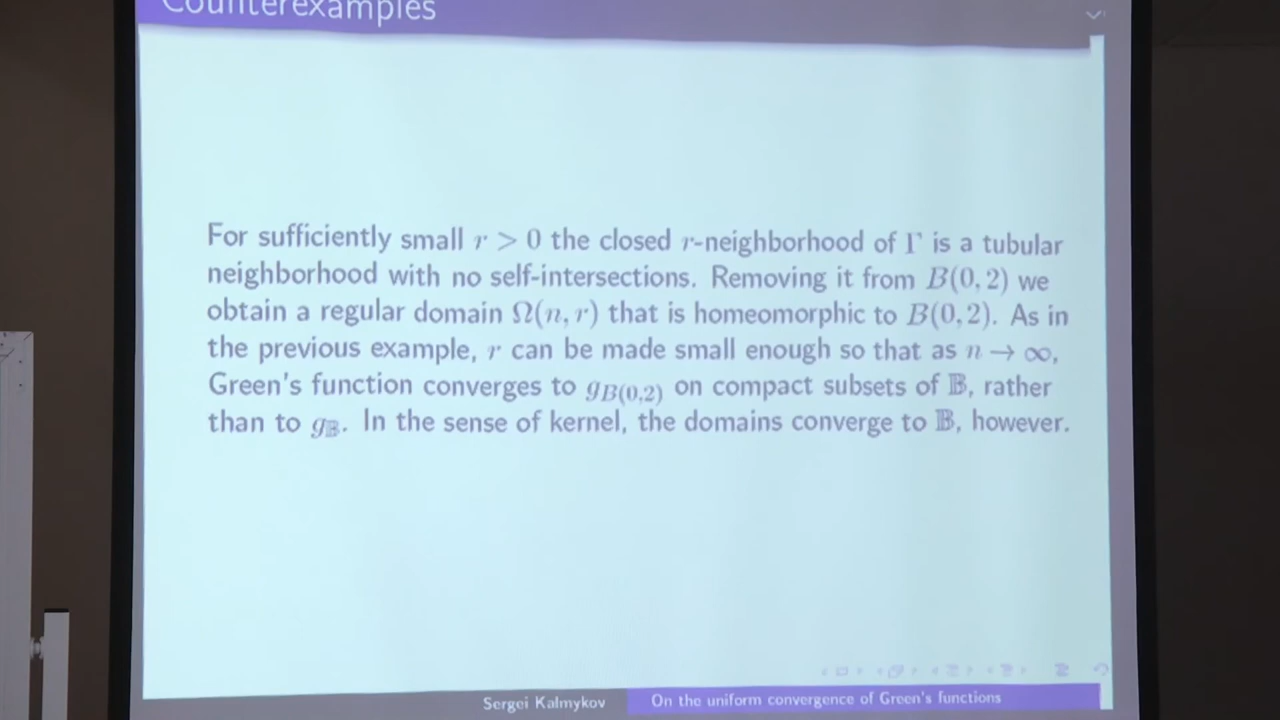 Counterexamples
For sufficiently small r > 0 the closed r-neighborhood of Γ is a tubular
neighborhood with no self-intersections. Removing it from B(0, 2) we
obtain a regular domain Ω(n, r) that is homeomorphic to B(0, 2). As in
the previous example, r can be made small enough so that as n → ∞,
Green's function converges to g_{B(0,2)} on compact subsets of 𝔹, rather
than to g_𝔹. In the sense of kernel, the domains converge to 𝔹, however.
Sergei Kalmykov
On the uniform convergence of Green's functions